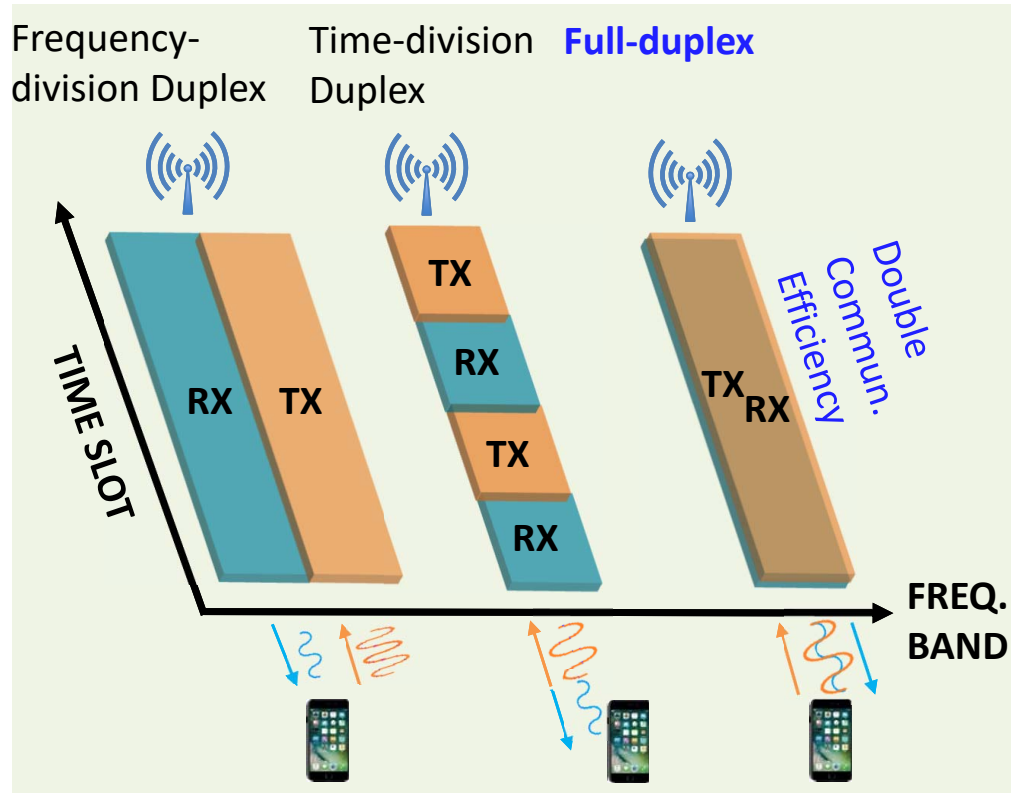 Frequency-
division Duplex
Time-division
Duplex
Full-duplex
TIME SLOT
RX
TX
TX
RX
TX
RX
TX
RX
Double
Commun.
Efficiency
FREQ.
BAND